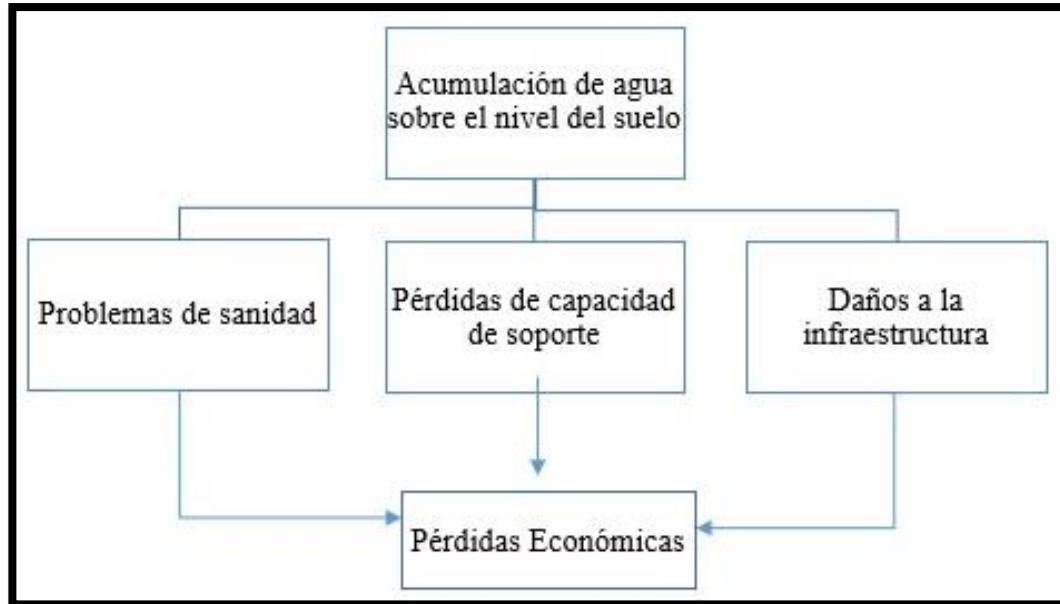 Acumulación de agua
sobre el nivel del suelo
Problemas de sanidad
Pérdidas de capacidad
de soporte
Daños a la
infraestructura
Pérdidas Económicas